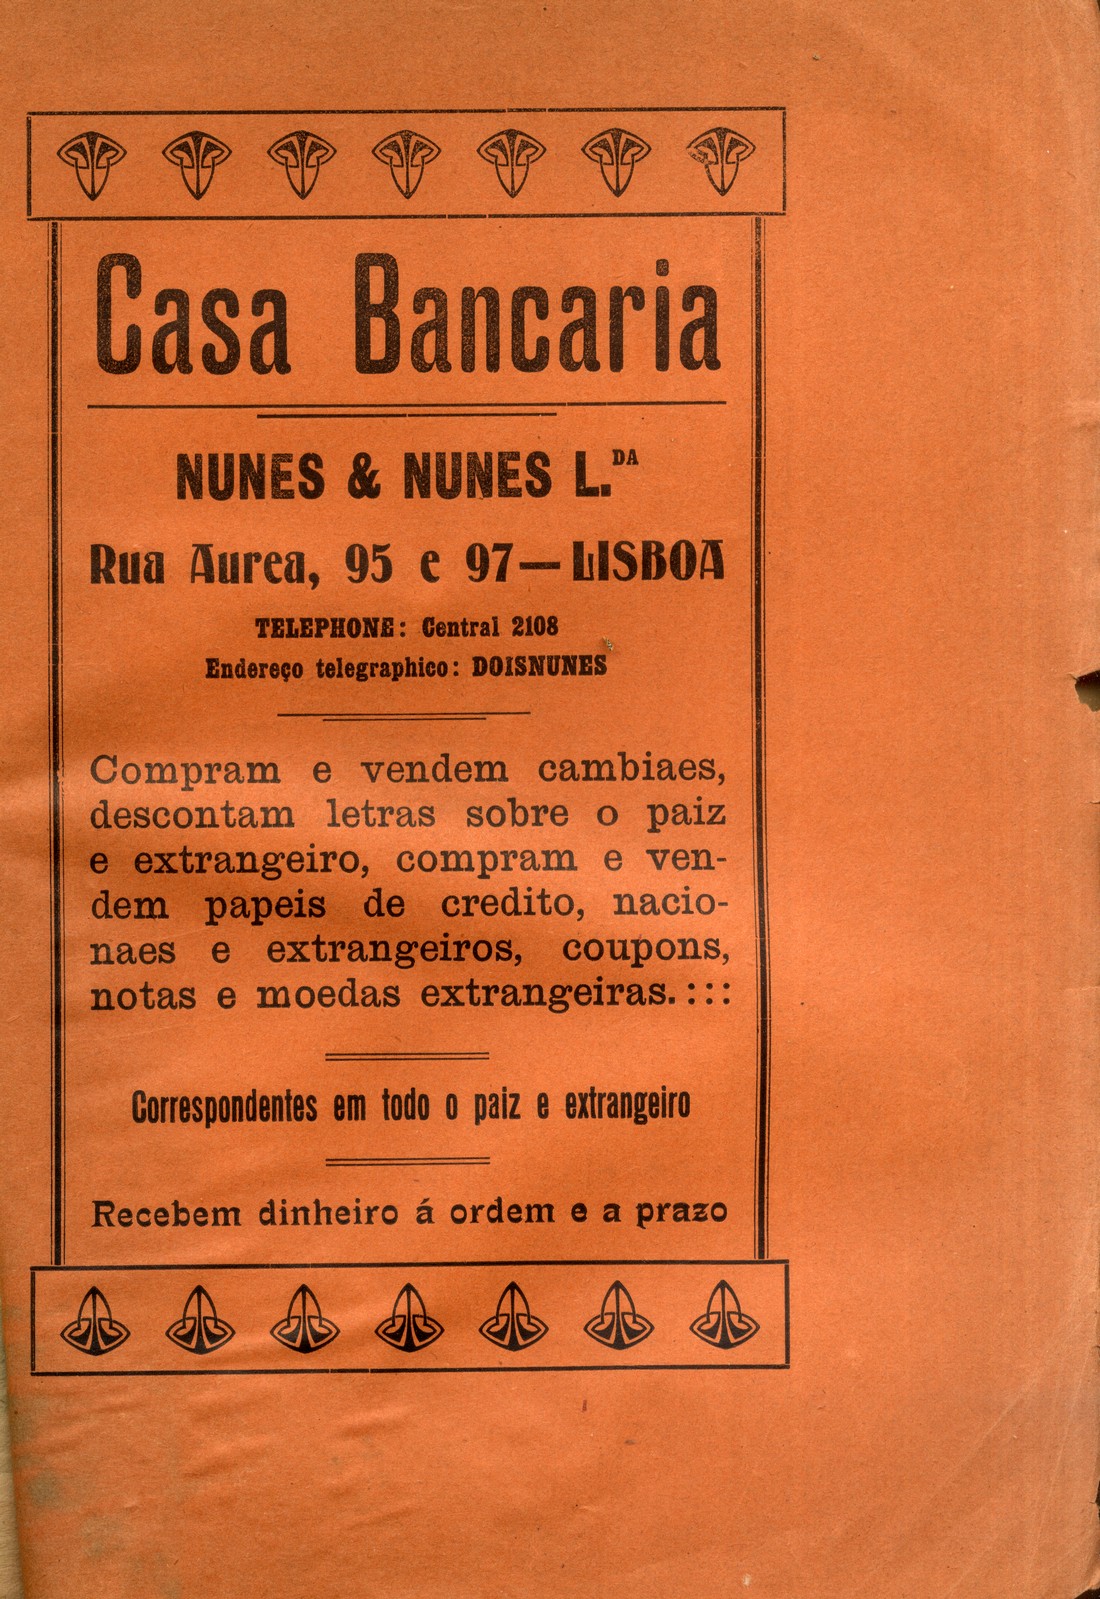 Casa Bancaria
NUNES & NUNES L.DA
Rua Aurea, 95 e 97—LISBOA
TELEPHONE: Central 2108
Endereço telegraphico: DOISNUNES
Compram e vendem cambiaes,
descontam letras sobre o paiz
e extrangeiro, compram e ven-
dem papeis de credito, nacio-
naes e extrangeiros, coupons,
notas e moedas extrangeiras. : : :
Correspondentes em todo o paiz e extrangeiro
Recebem dinheiro á ordem e a prazo